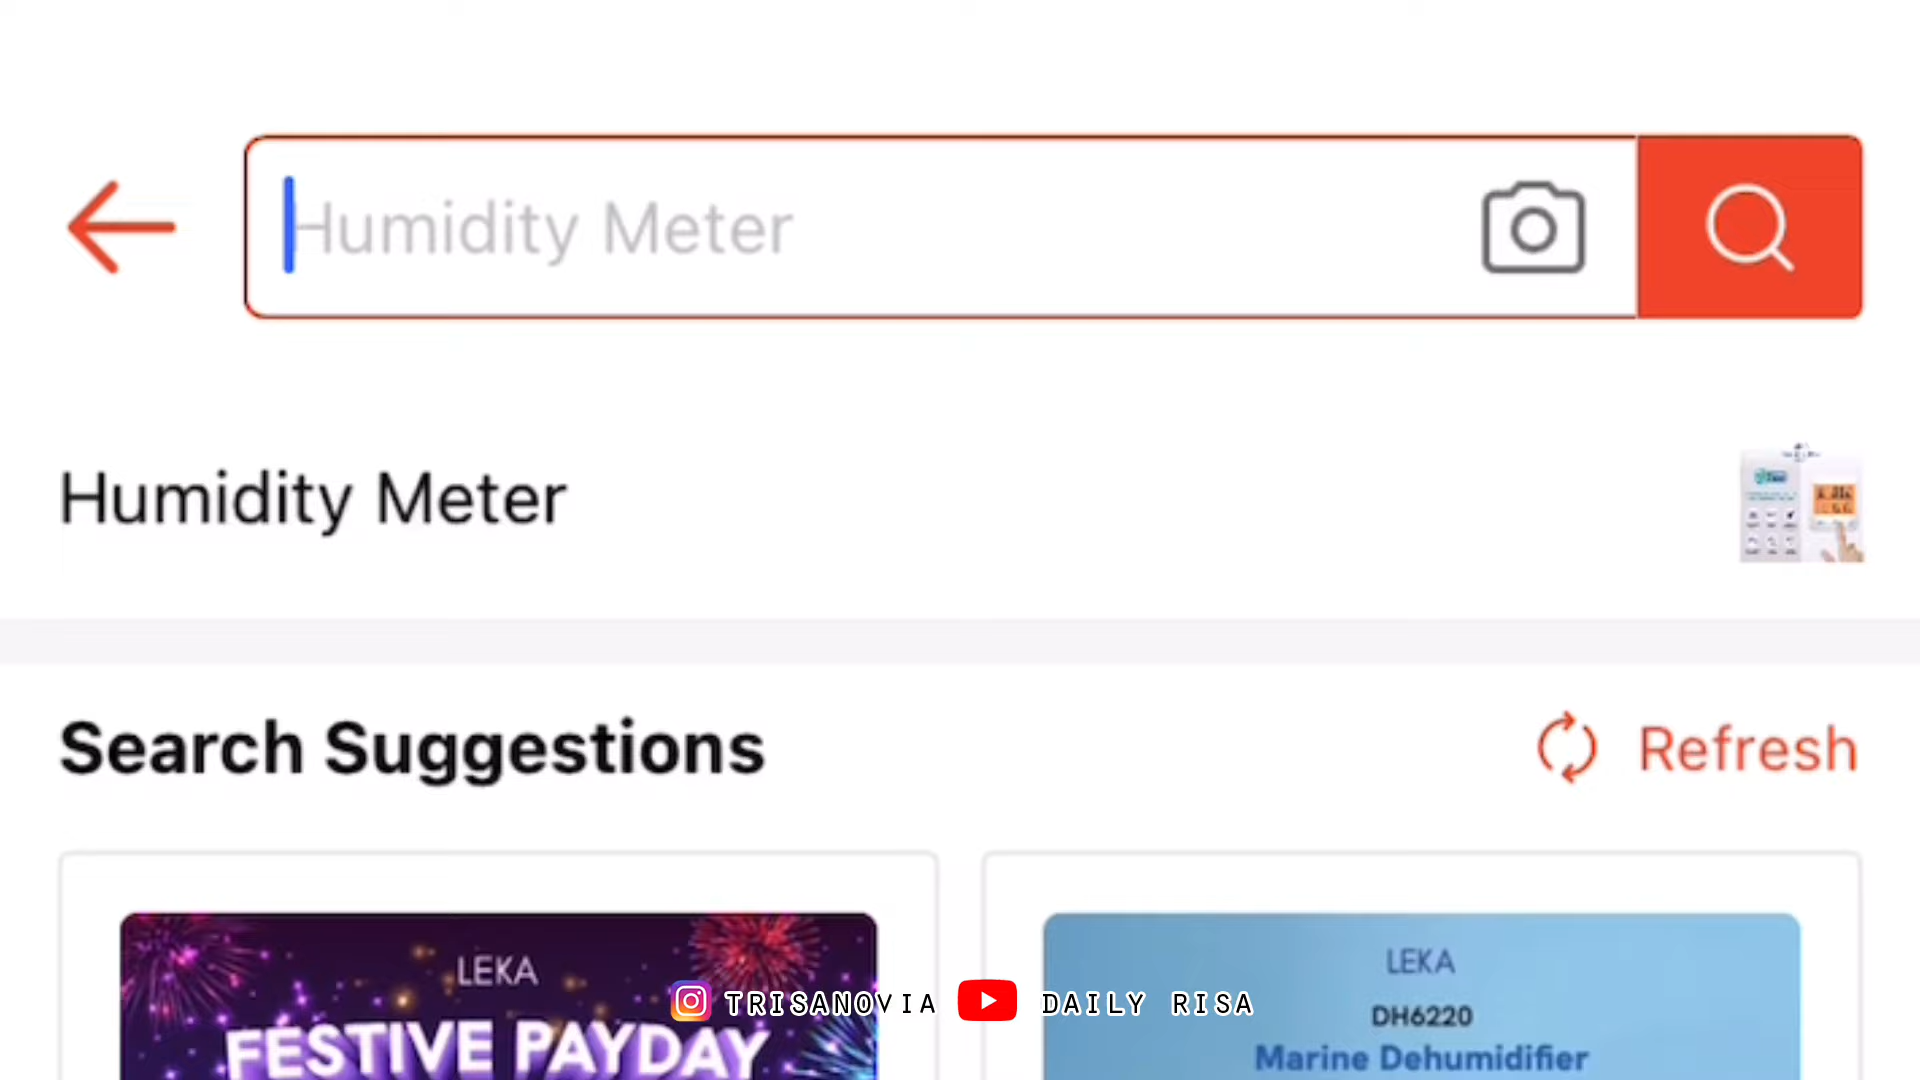 Humidity Meter
Humidity Meter
Search Suggestions
Refresh
LEKA
FESTIVE PAYDAY
LEKA
DH6220
Marine Dehumidifier
TRISANOVIA
DAILY RISA